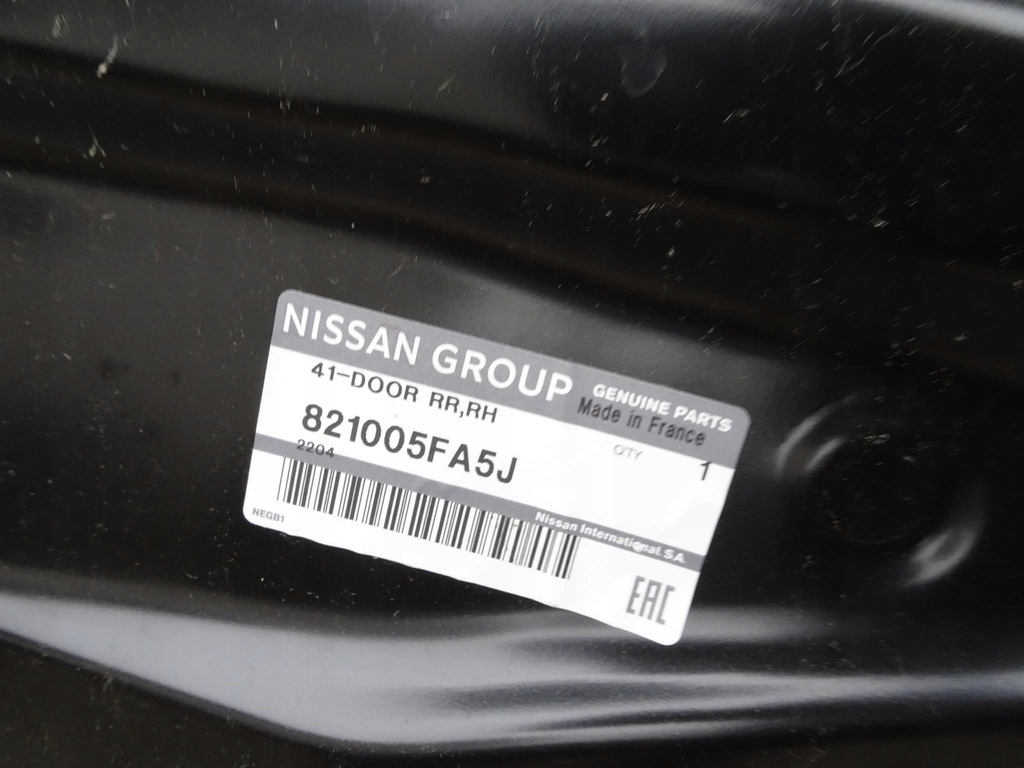 NISSAN GROUP GENUINE PARTS
41-DOOR RR,RH Made in France
821005FA5J QTY 1
2204
Nissan International.S.A.
NEGB1
EAC